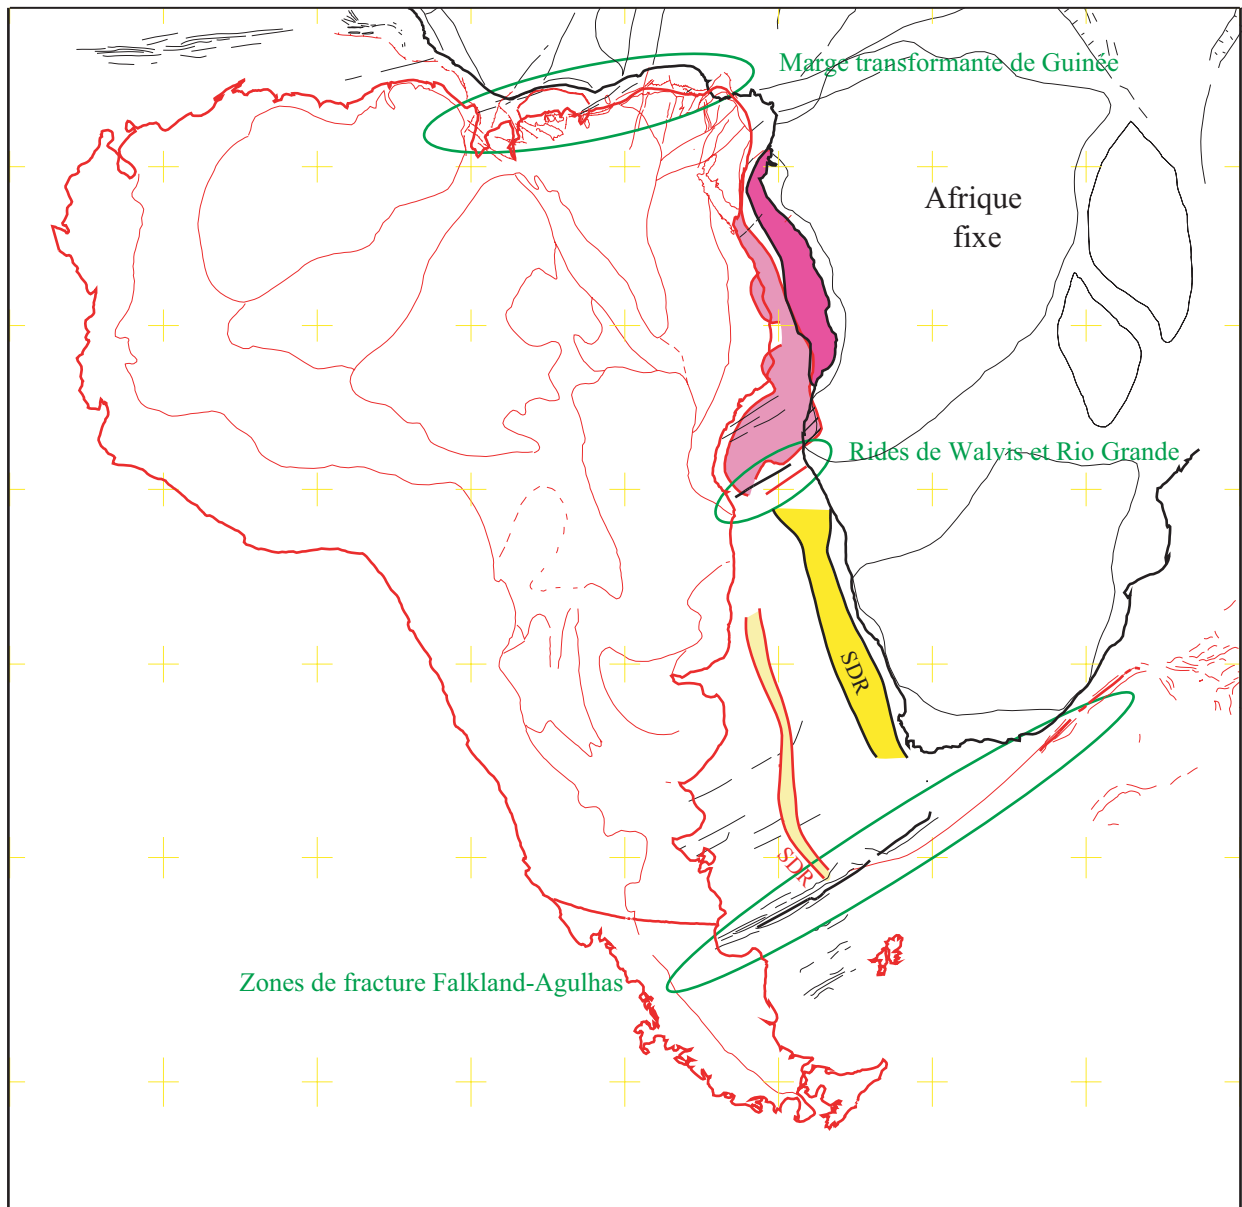 Marge transformante de Guinée
Afrique
fixe
Rides de Walvis et Rio Grande
SDR
SDR
Zones de fracture Falkland-Agulhas